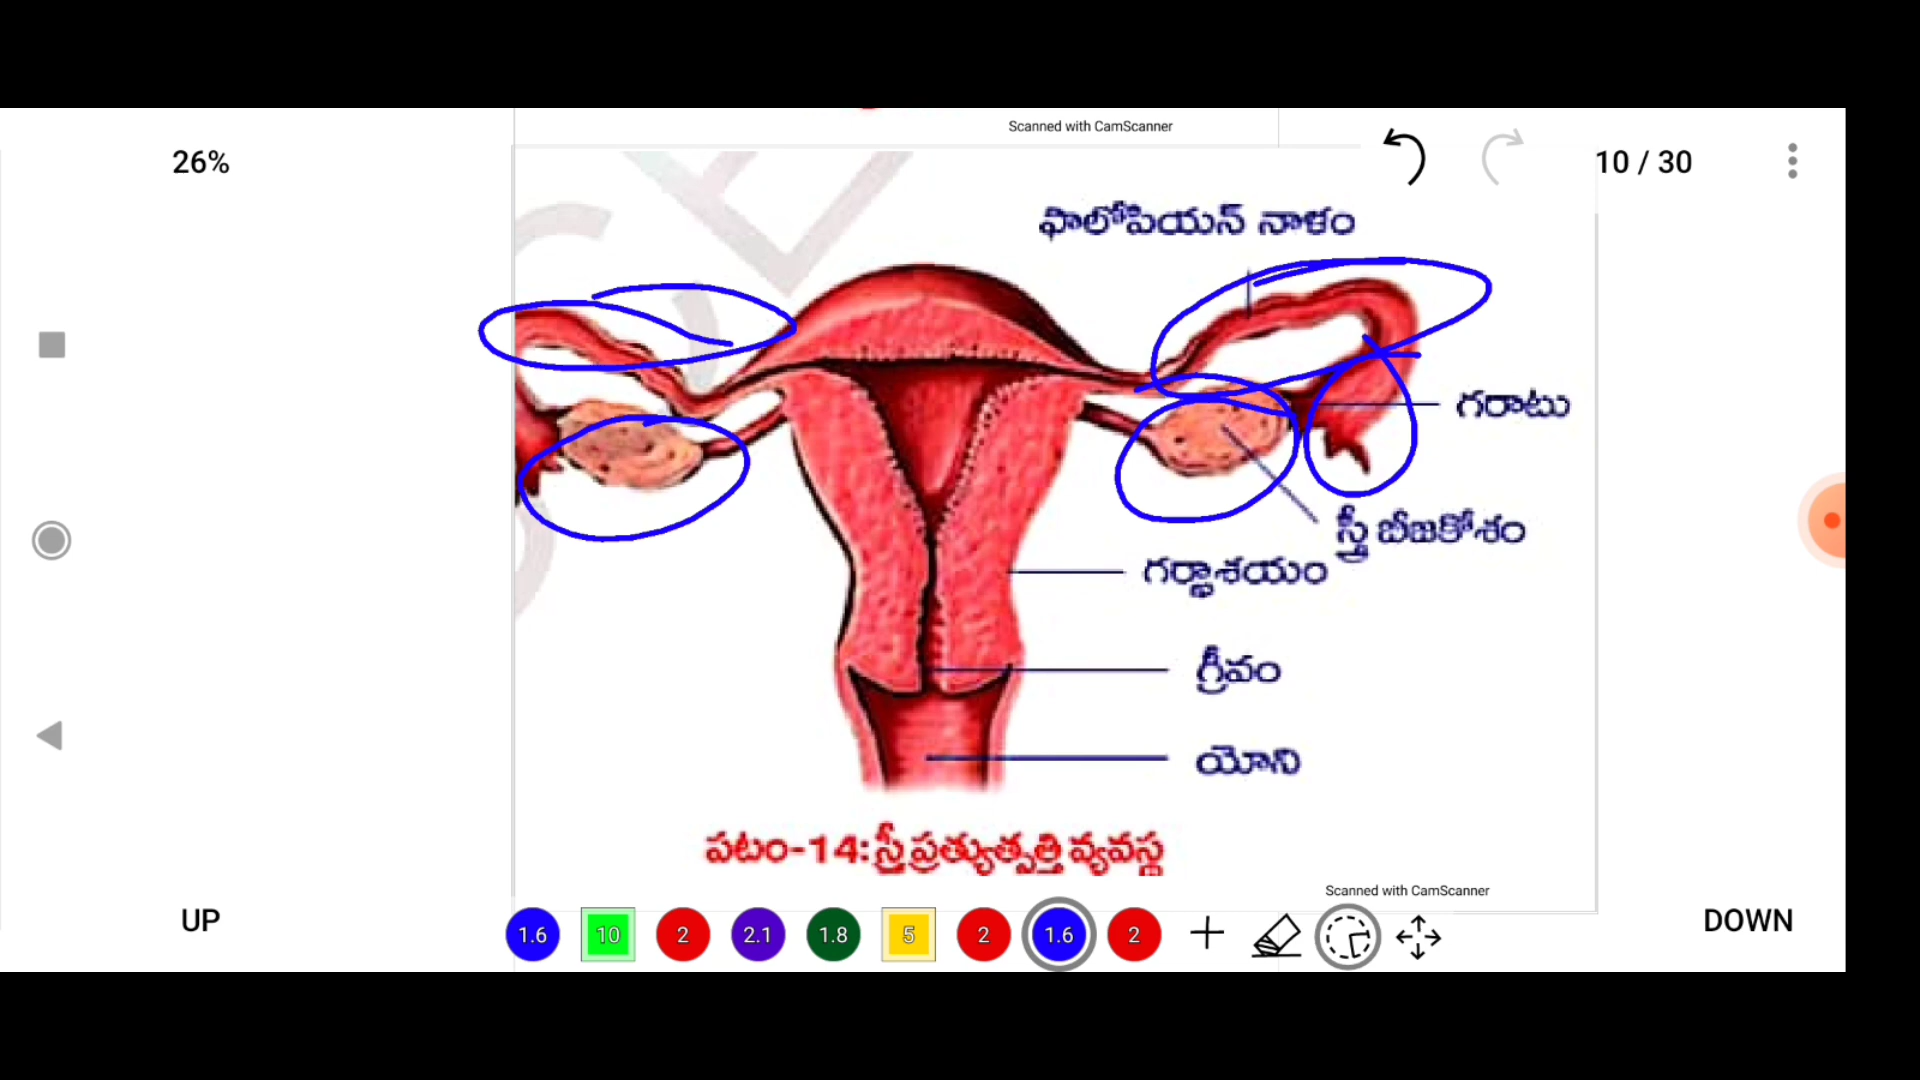 Scanned with CamScanner
26%
10 / 30
ఫాలోపియన్ నాళం
గరాటు
స్త్రీ బీజకోశం
గర్భాశయం
గ్రీవం
యోని
పటం-14: స్త్రీ ప్రత్యుత్పత్తి వ్యవస్థ
Scanned with CamScanner
UP
DOWN
1.6 10 2 2.1 1.8 5 2 1.6 2